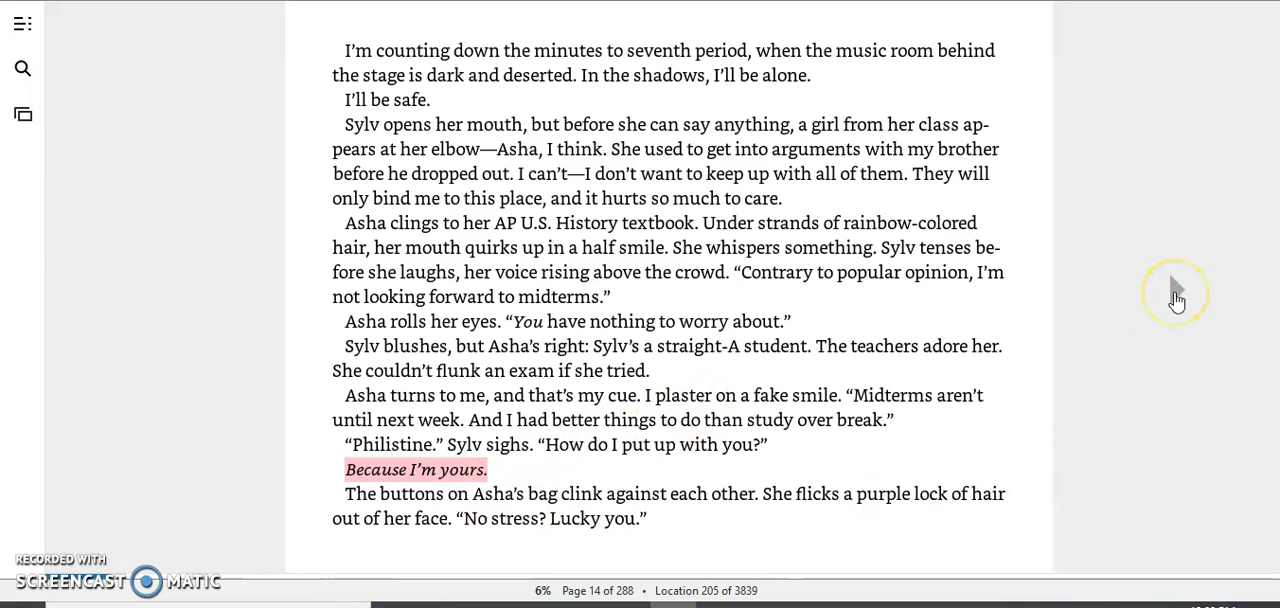 I'm counting down the minutes to seventh period, when the music room behind
the stage is dark and deserted. In the shadows, I'll be alone.
I'll be safe.
Sylv opens her mouth, but before she can say anything, a girl from her class ap-
pears at her elbow—Asha, I think. She used to get into arguments with my brother
before he dropped out. I can't—I don't want to keep up with all of them. They will
only bind me to this place, and it hurts so much to care.
Asha clings to her AP U.S. History textbook. Under strands of rainbow-colored
hair, her mouth quirks up in a half smile. She whispers something. Sylv tenses be-
fore she laughs, her voice rising above the crowd. “Contrary to popular opinion, I'm
not looking forward to midterms.”
Asha rolls her eyes. “You have nothing to worry about.”
Sylv blushes, but Asha's right: Sylv's a straight-A student. The teachers adore her.
She couldn't flunk an exam if she tried.
Asha turns to me, and that's my cue. I plaster on a fake smile. “Midterms aren't
until next week. And I had better things to do than study over break.”
“Philistine.” Sylv sighs. “How do I put up with you?”
Because I'm yours.
The buttons on Asha's bag clink against each other. She flicks a purple lock of hair
out of her face. “No stress? Lucky you.”
RECORDED WITH
SCREENCAST MATIC
6% Page 14 of 288 • Location 205 of 3839